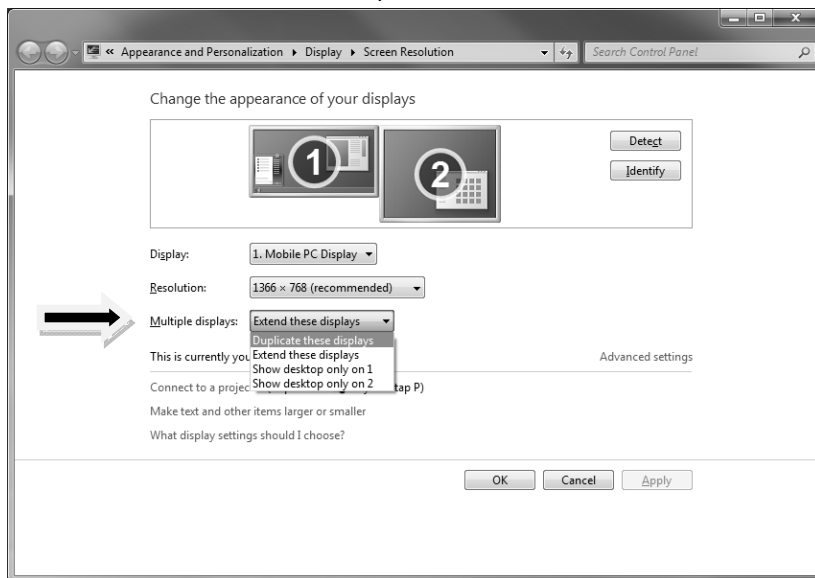 « Appearance and Personalization ▸ Display ▸ Screen Resolution
Search Control Panel
Change the appearance of your displays
1
2
Detect
Identify
Display:
1. Mobile PC Display
Resolution:
1366 × 768 (recommended)
Multiple displays:
Extend these displays
Duplicate these displays
Extend these displays
Show desktop only on 1
Show desktop only on 2
This is currently you
Advanced settings
Connect to a projec
tap P)
Make text and other items larger or smaller
What display settings should I choose?
OK
Cancel
Apply